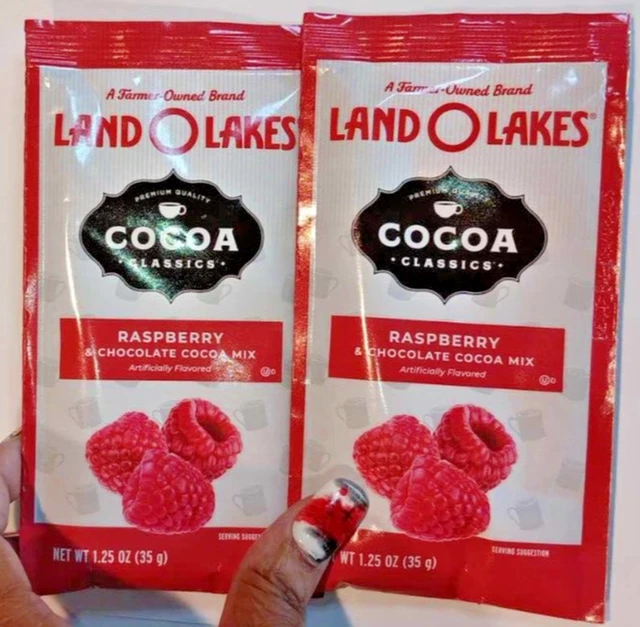 A Farmer-Owned Brand
LAND O LAKES
PREMIUM QUALITY
COCOA
• CLASSICS •
RASPBERRY
& CHOCOLATE COCOA MIX
Artificially Flavored
U D
SERVING
NET WT 1.25 OZ (35 g)
A Farmer-Owned Brand
LAND O LAKES®
PREMIUM
COCOA
• CLASSICS •
RASPBERRY
& CHOCOLATE COCOA MIX
Artificially Flavored
U D
SERVING SUGGESTION
WT 1.25 OZ (35 g)